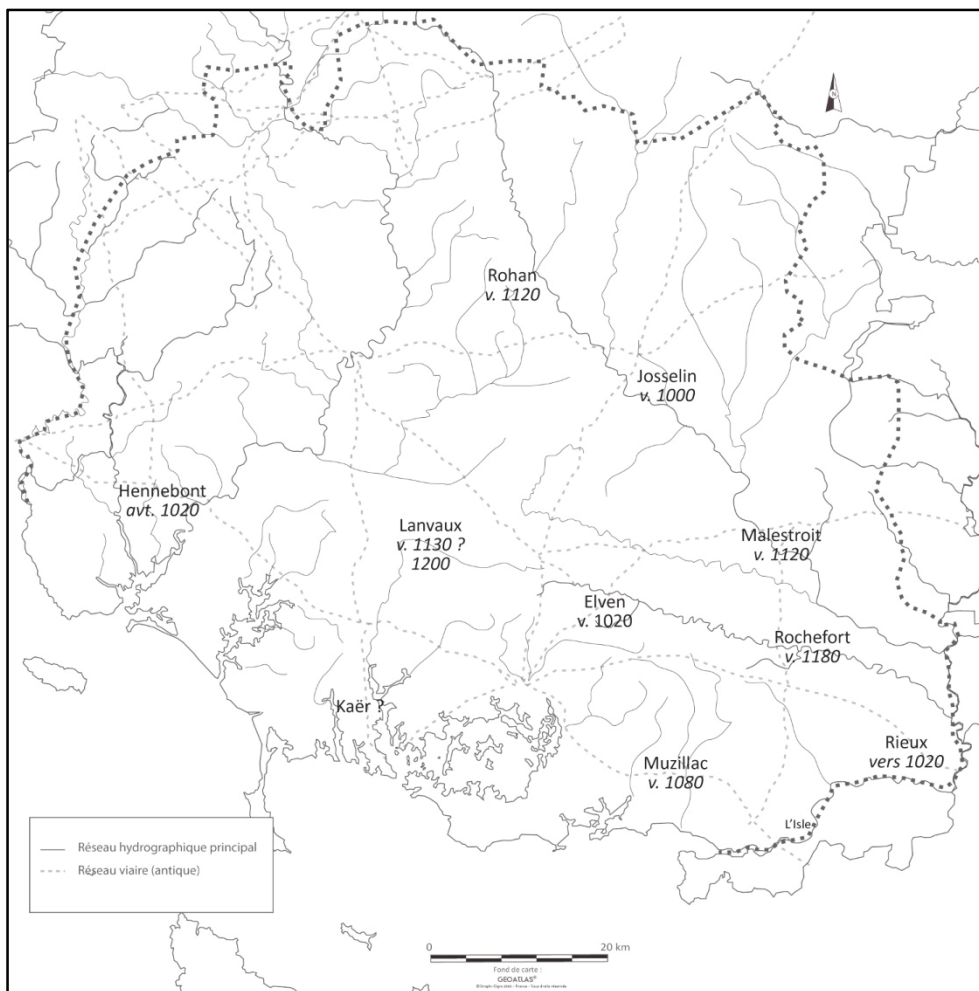 N
Rohan
v. 1120
Josselin
v. 1000
Hennebont
avt. 1020
Lanvaux
v. 1130 ?
1200
Malestroit
v. 1120
Elven
v. 1020
Rochefort
v. 1180
Kaër ?
Rieux
vers 1020
Muzillac
v. 1080
L'Isle
Réseau hydrographique principal
Réseau viaire (antique)
0 20 km
Fond de carte :
GEOATLAS®